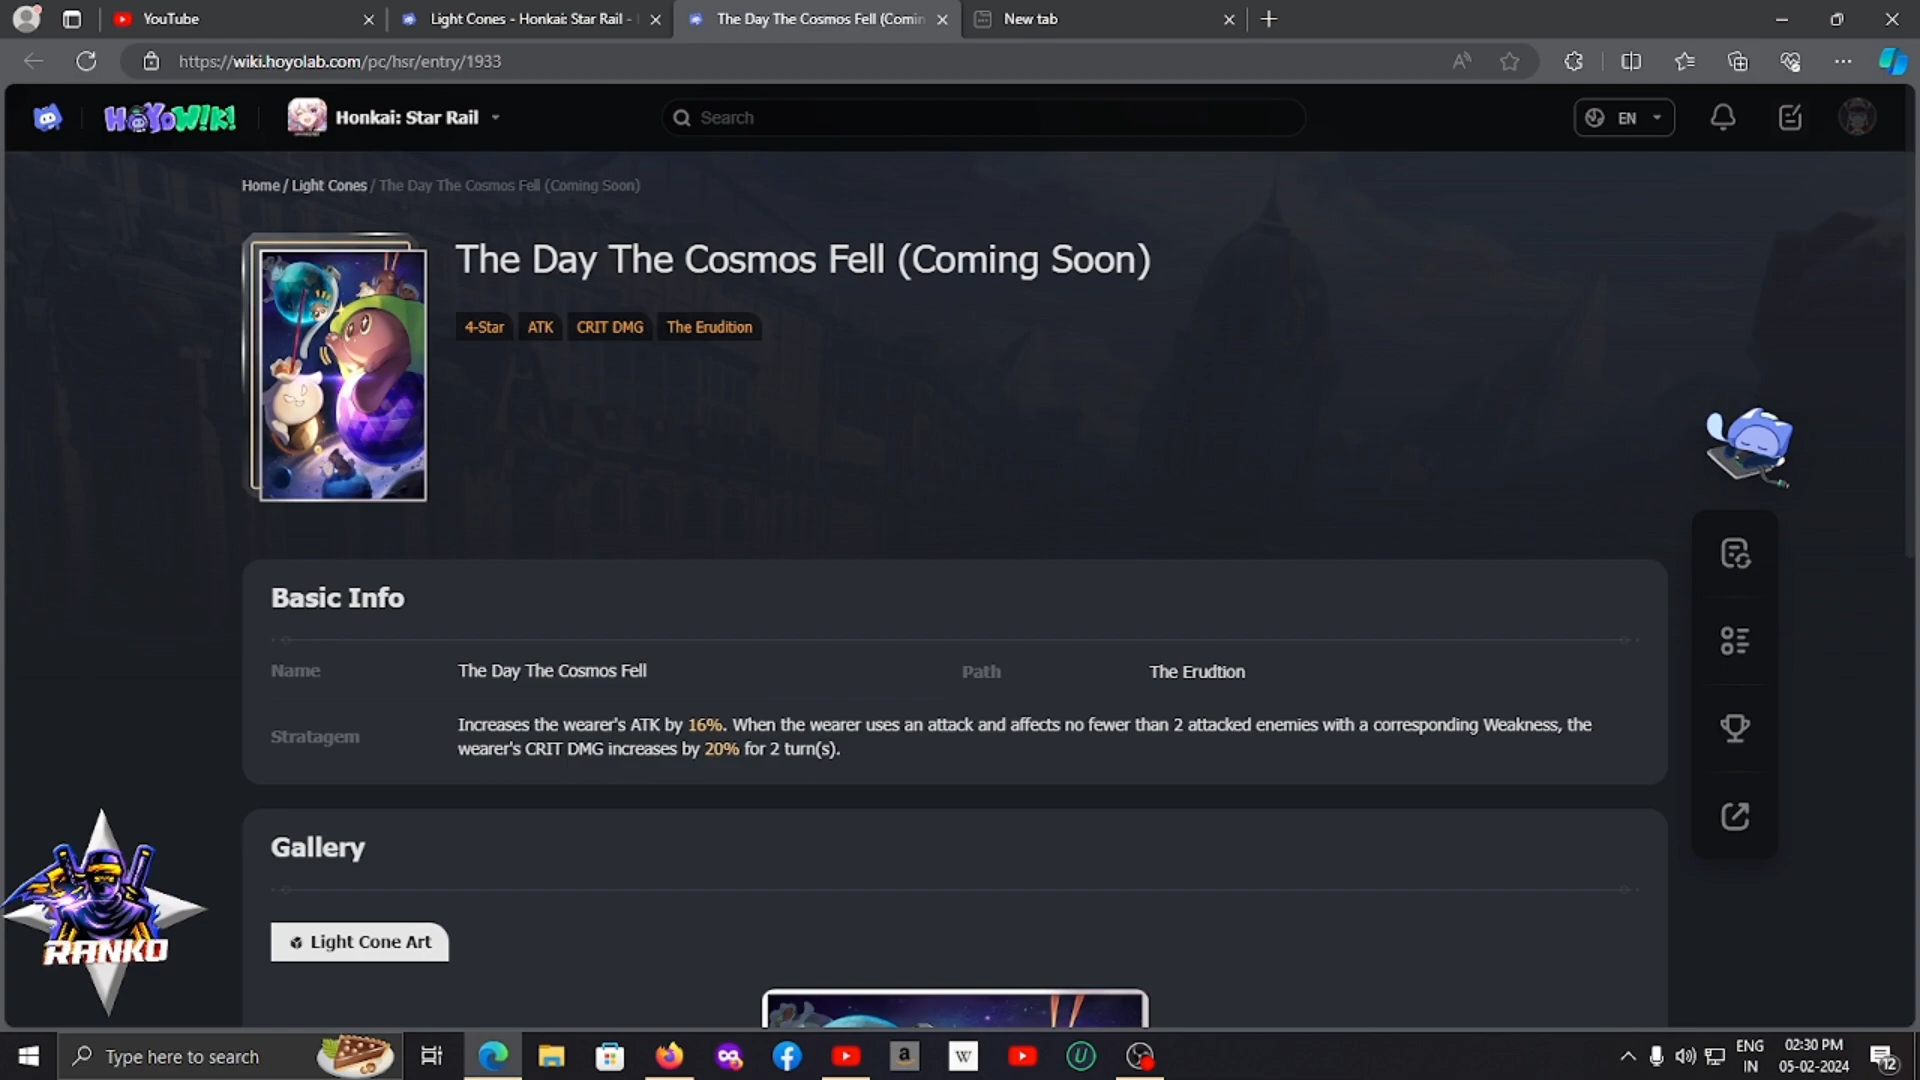 YouTube
Light Cones - Honkai: Star Rail -
The Day The Cosmos Fell (Comin
New tab
https://wiki.hoyolab.com/pc/hsr/entry/1933
HOYOWIKI
Honkai: Star Rail
Search
EN
Home / Light Cones / The Day The Cosmos Fell (Coming Soon)
The Day The Cosmos Fell (Coming Soon)
4-Star ATK CRIT DMG The Erudition
Basic Info
Name The Day The Cosmos Fell Path The Erudtion
Stratagem Increases the wearer's ATK by 16%. When the wearer uses an attack and affects no fewer than 2 attacked enemies with a corresponding Weakness, the
wearer's CRIT DMG increases by 20% for 2 turn(s).
Gallery
Light Cone Art
RANKO
Type here to search
ENG
IN
02:30 PM
05-02-2024
12